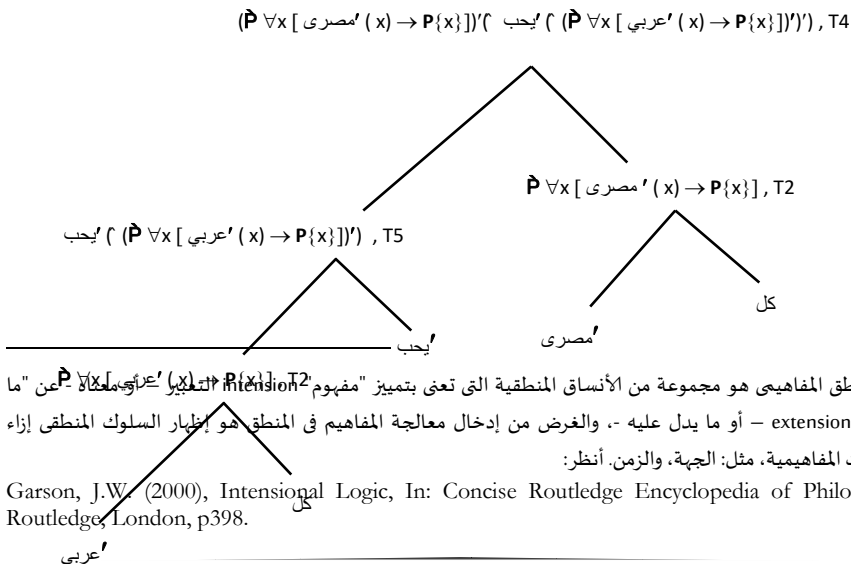 (P̂ ∀x [ مصرى′ ( x) → P{x}])′(^ يحب′ (^ (P̂ ∀x [ عربي′ ( x) → P{x}])′)′) , T4
P̂ ∀x [ مصرى′ ( x) → P{x}] , T2
يحب′ (^ (P̂ ∀x [ عربي′ ( x) → P{x}])′) , T5
كل
مصرى′
يحب′
P̂ ∀x [ عربي′ ( x) → P{x}] , T2
طق المفاهيمى هو مجموعة من الأنساق المنطقية التى تعنى بتمييز "مفهوم" intension التعبير – أو معناه - عن "ما
extension – أو ما يدل عليه -، والغرض من إدخال معالجة المفاهيم فى المنطق هو إظهار السلوك المنطقى إزاء
المفاهيمية، مثل: الجهة، والزمن. أنظر:
Garson, J.W. (2000), Intensional Logic, In: Concise Routledge Encyclopedia of Philo
Routledge, London, p398.
كل
عربي′